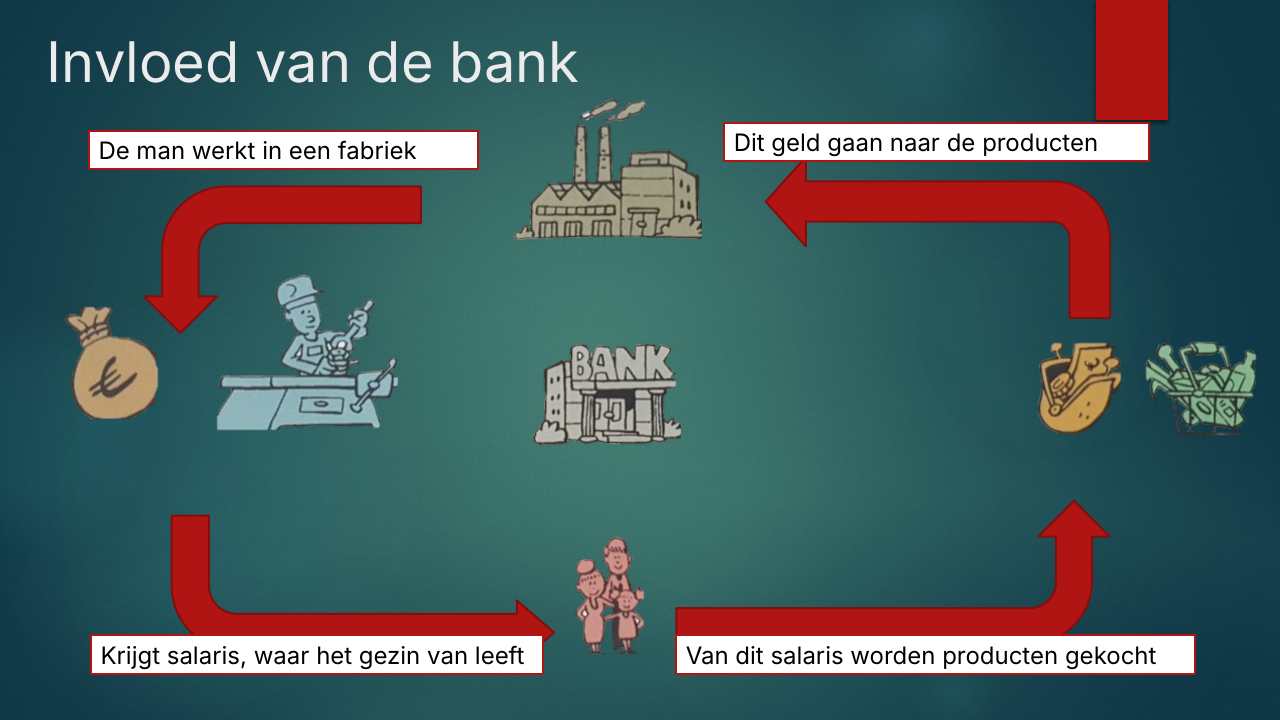 Invloed van de bank
De man werkt in een fabriek
Dit geld gaan naar de producten
€
BANK
Krijgt salaris, waar het gezin van leeft
Van dit salaris worden producten gekocht